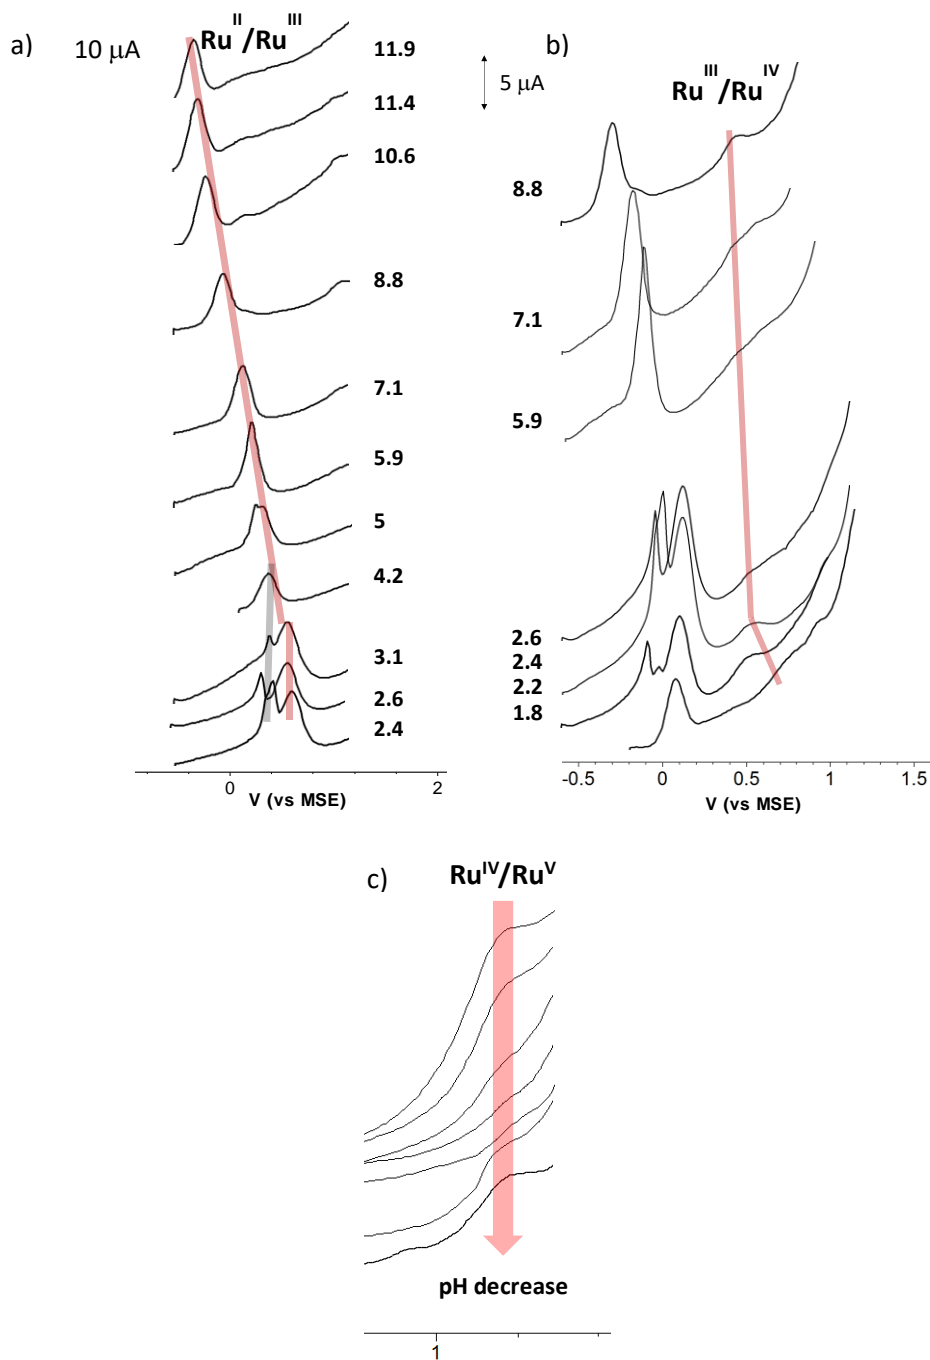 a)
10 μA
Ru^II/Ru^III
11.9
11.4
10.6
8.8
7.1
5.9
5
4.2
3.1
2.6
2.4
0
2
V (vs MSE)
b)
5 μA
Ru^III/Ru^IV
8.8
7.1
5.9
2.6
2.4
2.2
1.8
-0.5
0
0.5
1
1.5
V (vs MSE)
c)
Ru^IV/Ru^V
pH decrease
1